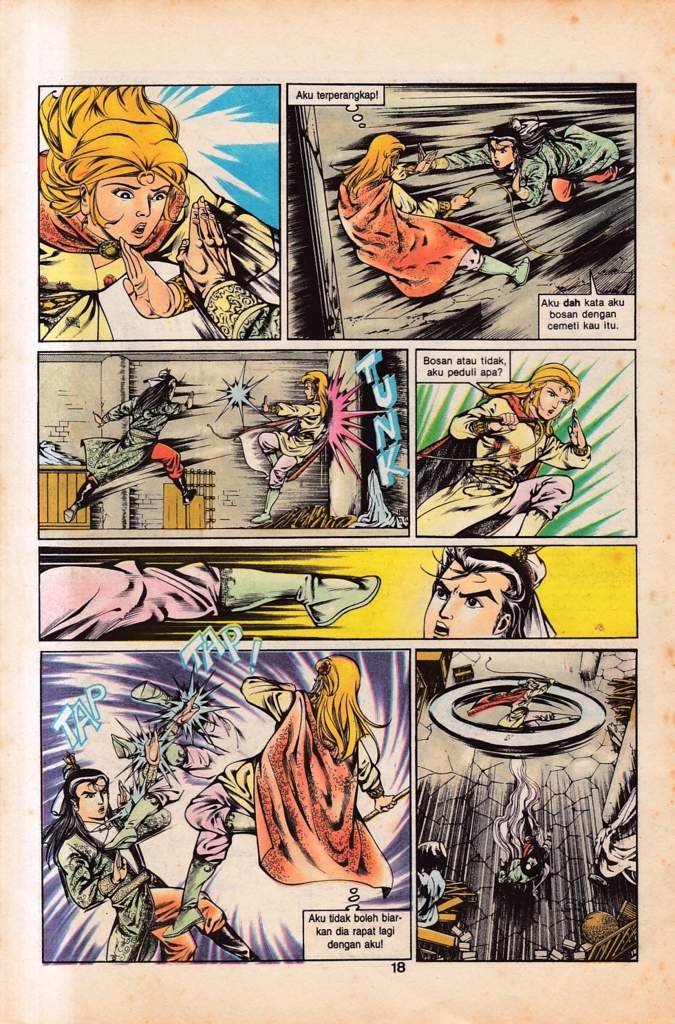 Aku terperangkap!
Aku dah kata aku
bosan dengan
cemeti kau itu.
TUNK
Bosan atau tidak,
aku peduli apa?
TAP
TAP
TAP!
Aku tidak boleh biar-
kan dia rapat lagi
dengan aku!
18